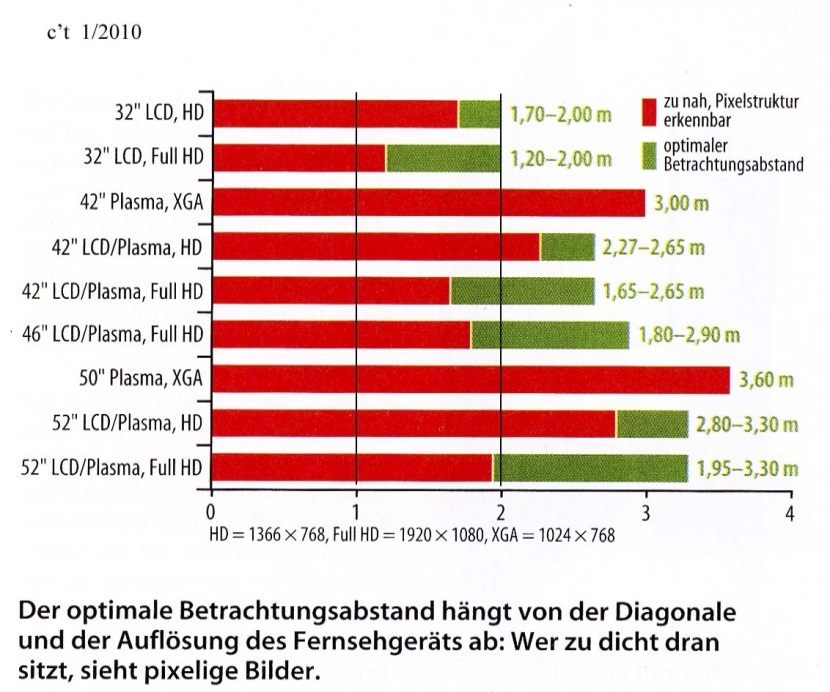 c't 1/2010
zu nah, Pixelstruktur
erkennbar
optimaler
Betrachtungsabstand
32" LCD, HD 1,70–2,00 m
32" LCD, Full HD 1,20–2,00 m
42" Plasma, XGA 3,00 m
42" LCD/Plasma, HD 2,27–2,65 m
42" LCD/Plasma, Full HD 1,65–2,65 m
46" LCD/Plasma, Full HD 1,80–2,90 m
50" Plasma, XGA 3,60 m
52" LCD/Plasma, HD 2,80–3,30 m
52" LCD/Plasma, Full HD 1,95–3,30 m
0 1 2 3 4
HD = 1366 × 768, Full HD = 1920 × 1080, XGA = 1024 × 768
Der optimale Betrachtungsabstand hängt von der Diagonale
und der Auflösung des Fernsehgeräts ab: Wer zu dicht dran
sitzt, sieht pixelige Bilder.